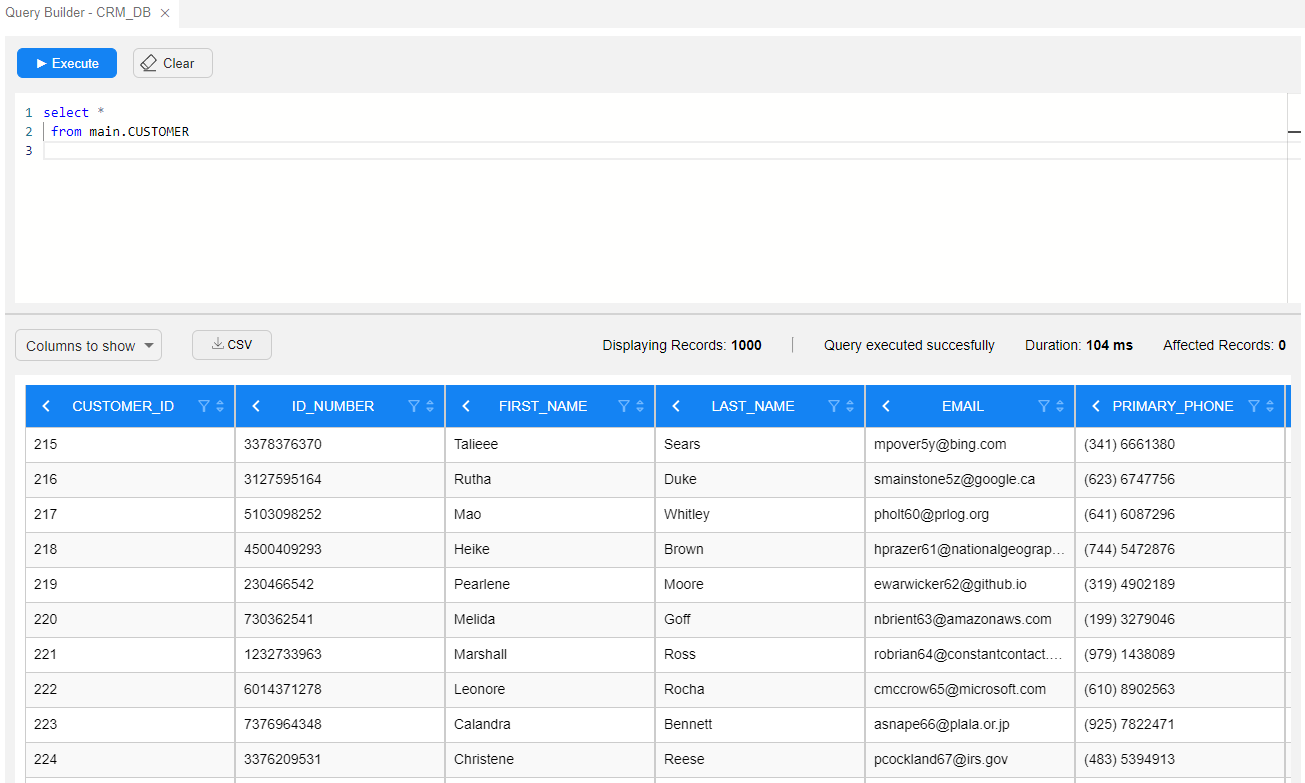 Query Builder - CRM_DB
Execute Clear
1 select *
2 from main.CUSTOMER
3
Columns to show CSV Displaying Records: 1000 Query executed succesfully Duration: 104 ms Affected Records: 0
CUSTOMER_ID ID_NUMBER FIRST_NAME LAST_NAME EMAIL PRIMARY_PHONE
215 3378376370 Talieee Sears mpover5y@bing.com (341) 6661380
216 3127595164 Rutha Duke smainstone5z@google.ca (623) 6747756
217 5103098252 Mao Whitley pholt60@prlog.org (641) 6087296
218 4500409293 Heike Brown hprazer61@nationalgeograp... (744) 5472876
219 230466542 Pearlene Moore ewarwicker62@github.io (319) 4902189
220 730362541 Melida Goff nbrient63@amazonaws.com (199) 3279046
221 1232733963 Marshall Ross robrian64@constantcontact.... (979) 1438089
222 6014371278 Leonore Rocha cmccrow65@microsoft.com (610) 8902563
223 7376964348 Calandra Bennett asnape66@plala.or.jp (925) 7822471
224 3376209531 Christene Reese pcockland67@irs.gov (483) 5394913